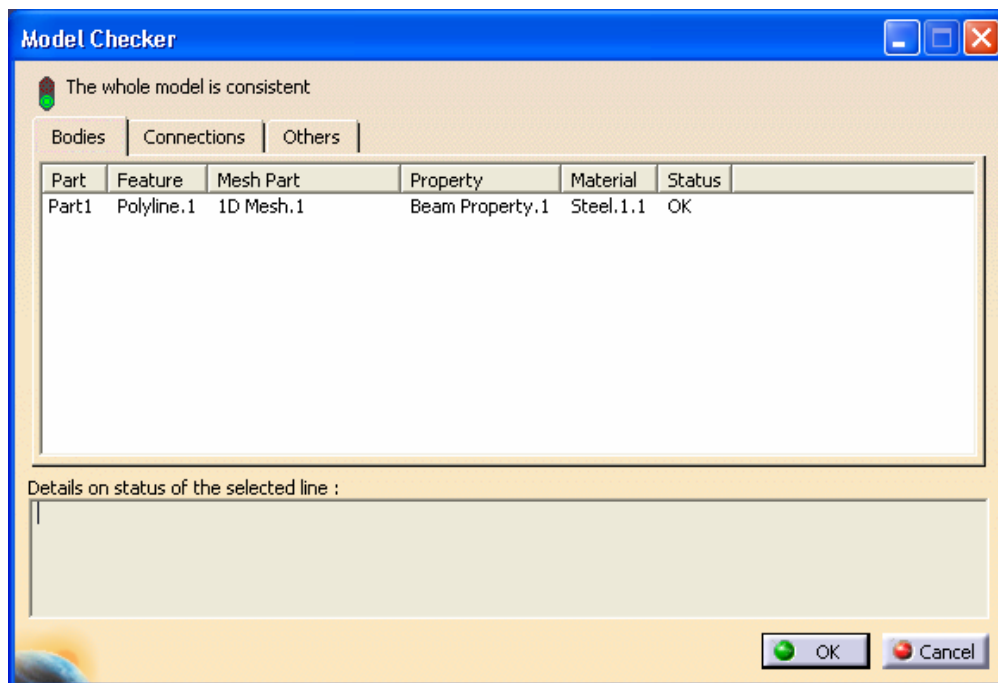 Model Checker
The whole model is consistent
Bodies Connections Others
Part Feature Mesh Part Property Material Status
Part1 Polyline.1 1D Mesh.1 Beam Property.1 Steel.1.1 OK
Details on status of the selected line :
OK Cancel